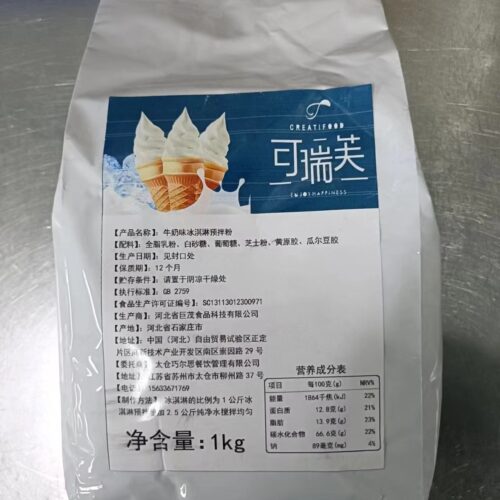 CREATIFOOD
可瑞芙
ENJOY HAPPINESS
【产品名称】：牛奶味冰淇淋预拌粉
【配料】：全脂乳粉、白砂糖、葡萄糖、芝士粉、黄原胶、瓜尔豆胶
【生产日期】：见封口处
【保质期】：12个月
【贮存条件】：请置于阴凉干燥处
【执行标准】：GB 2759
【食品生产许可证编号】：SC13113012300971
【生产商】：河北省巨茂食品科技有限公司
【产地】：河北省石家庄市
【地址】：中国（河北）自由贸易试验区正定
片区高新技术产业开发区南区崇因路 29 号
【委托商】：太仓巧尔思餐饮管理有限公司
【地址】：江苏省苏州市太仓市柳州路 37 号
【电话】：15633671769
【制作方法】：冰淇淋的比例为 1 公斤冰
淇淋预拌粉加 2.5 公斤纯净水搅拌均匀
净含量:1kg
营养成分表
项目 每100克(g) NRV%
能量 1864千焦(kJ) 22%
蛋白质 12.8克(g) 21%
脂肪 13.9克(g) 23%
碳水化合物 66.6克(g) 22%
钠 89毫克(mg) 4%